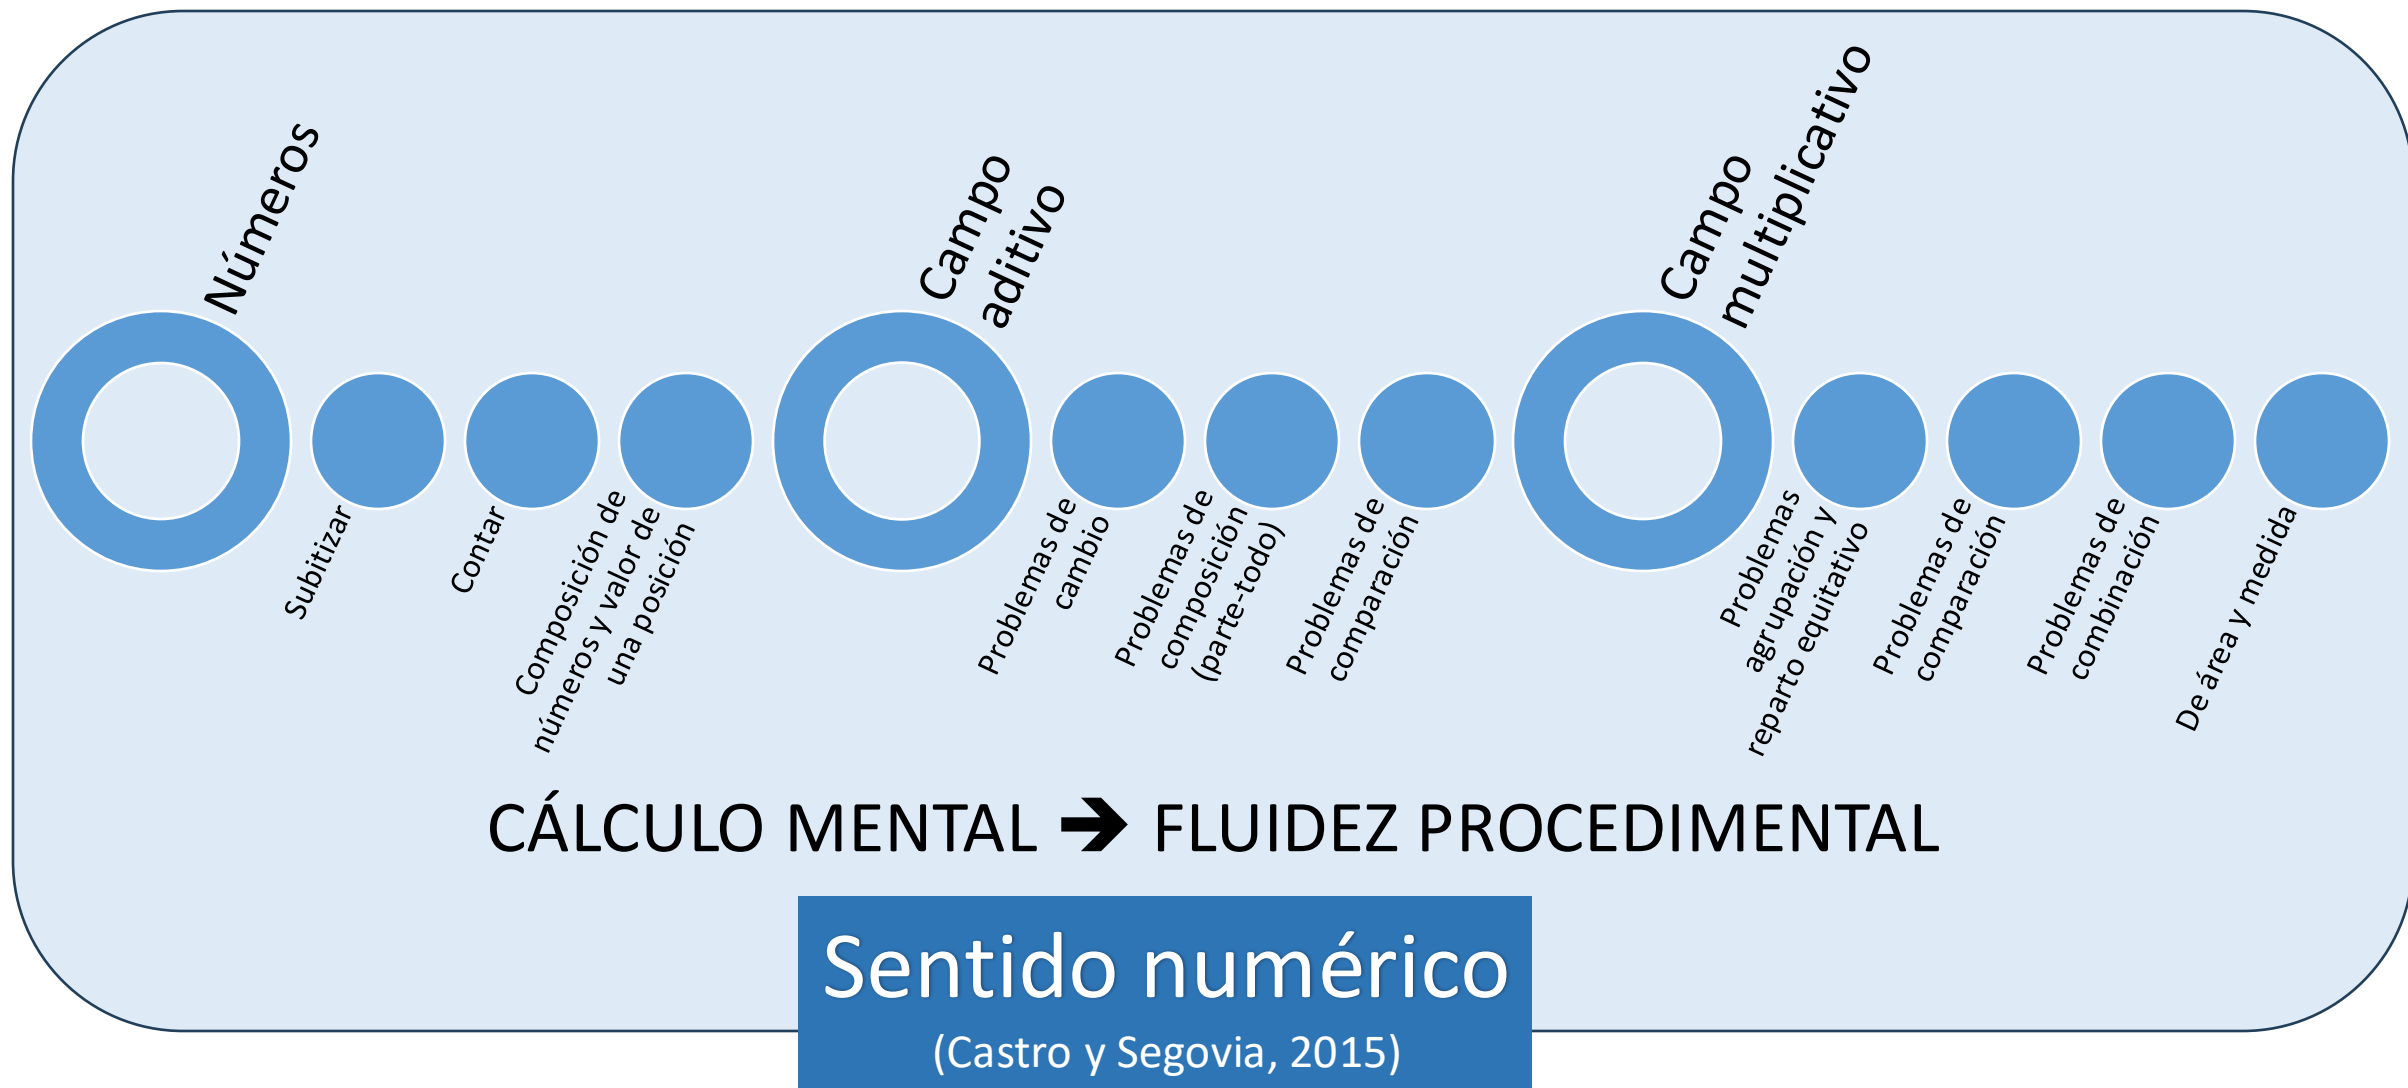 Números
Subitizar
Contar
Composición de
números y valor de
una posición
Campo
aditivo
Problemas de
cambio
Problemas de
composición
(parte-todo)
Problemas de
comparación
Campo
multiplicativo
Problemas
agrupación y
reparto equitativo
Problemas de
comparación
Problemas de
combinación
De área y medida
CÁLCULO MENTAL ➔ FLUIDEZ PROCEDIMENTAL
Sentido numérico
(Castro y Segovia, 2015)